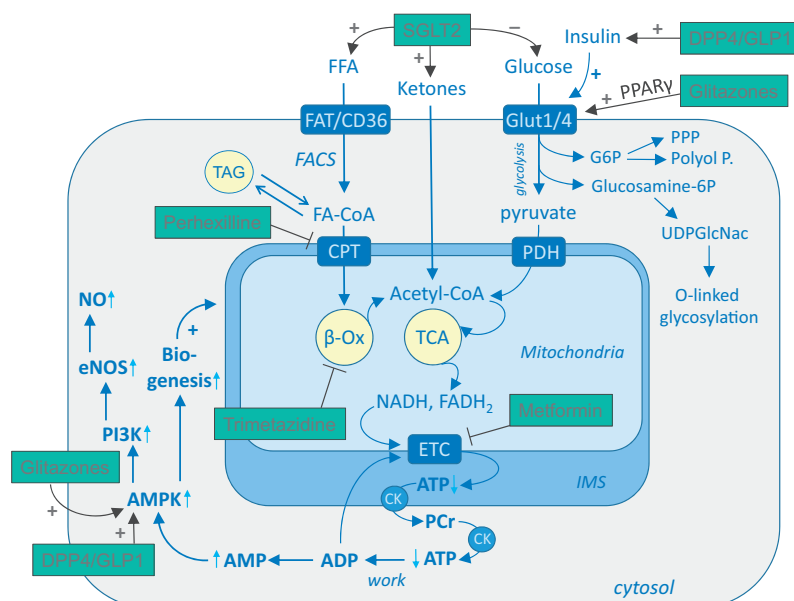 SGLT2
+
+
–
FFA
Ketones
Glucose
Insulin
+
DPP4/GLP1
+
+
PPARγ
Glitazones
FAT/CD36
Glut1/4
FACS
glycolysis
G6P
PPP
Polyol P.
Glucosamine-6P
TAG
FA-CoA
pyruvate
UDPGlcNac
Perhexilline
CPT
PDH
O-linked
glycosylation
Acetyl-CoA
β-Ox
TCA
Mitochondria
NO↑
eNOS↑
PI3K↑
+
Bio-
genesis↑
Trimetazidine
NADH, FADH₂
Metformin
ETC
IMS
Glitazones
+
AMPK↑
+
DPP4/GLP1
ATP↓
CK
PCr
CK
↑AMP
ADP
↓ATP
work
cytosol